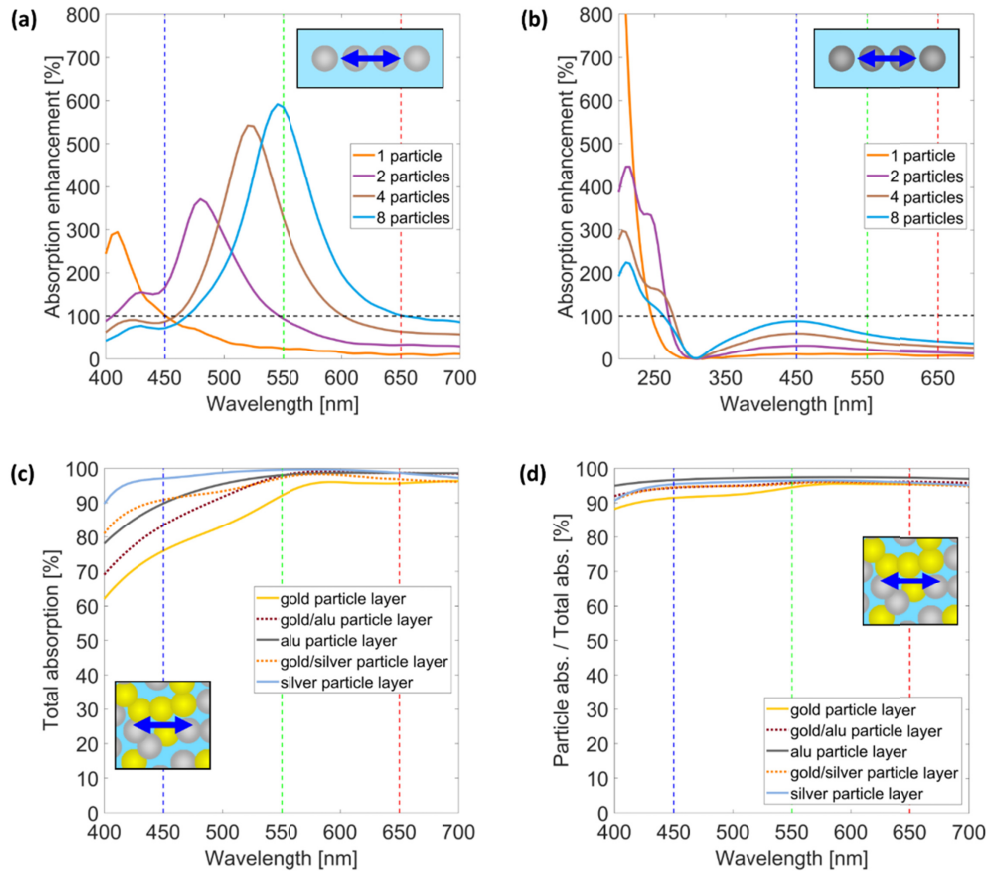 (a)
Absorption enhancement [%]
800
700
600
500
400
300
200
100
0
1 particle
2 particles
4 particles
8 particles
400 450 500 550 600 650 700
Wavelength [nm]
(b)
Absorption enhancement [%]
800
700
600
500
400
300
200
100
0
1 particle
2 particles
4 particles
8 particles
250 350 450 550 650
Wavelength [nm]
(c)
Total absorption [%]
100
90
80
70
60
50
40
30
20
10
0
gold particle layer
gold/alu particle layer
alu particle layer
gold/silver particle layer
silver particle layer
400 450 500 550 600 650 700
Wavelength [nm]
(d)
Particle abs. / Total abs. [%]
100
90
80
70
60
50
40
30
20
10
0
gold particle layer
gold/alu particle layer
alu particle layer
gold/silver particle layer
silver particle layer
400 450 500 550 600 650 700
Wavelength [nm]